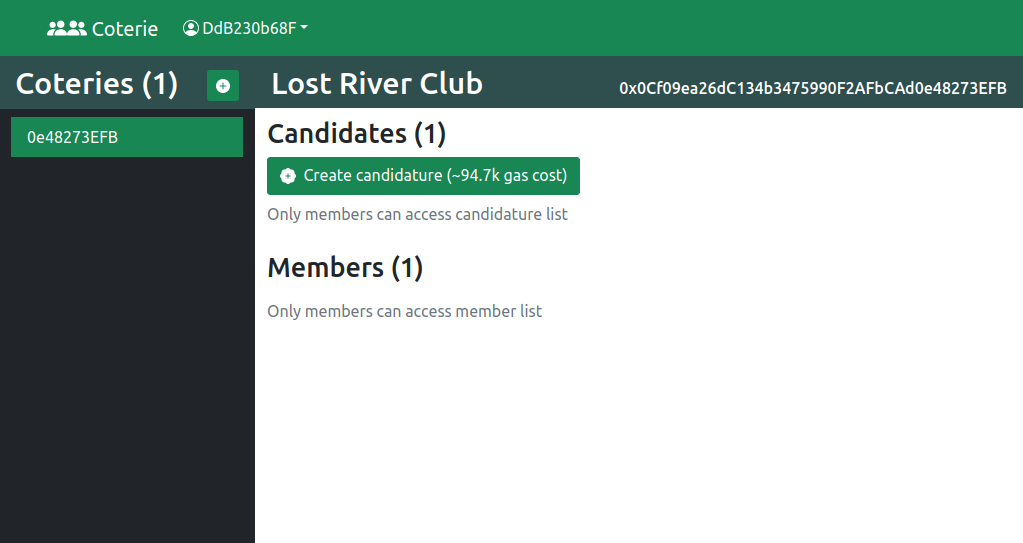 Coterie DdB230b68F
Coteries (1)
Lost River Club 0x0Cf09ea26dC134b3475990F2AFbCAd0e48273EFB
0e48273EFB
Candidates (1)
Create candidature (~94.7k gas cost)
Only members can access candidature list
Members (1)
Only members can access member list